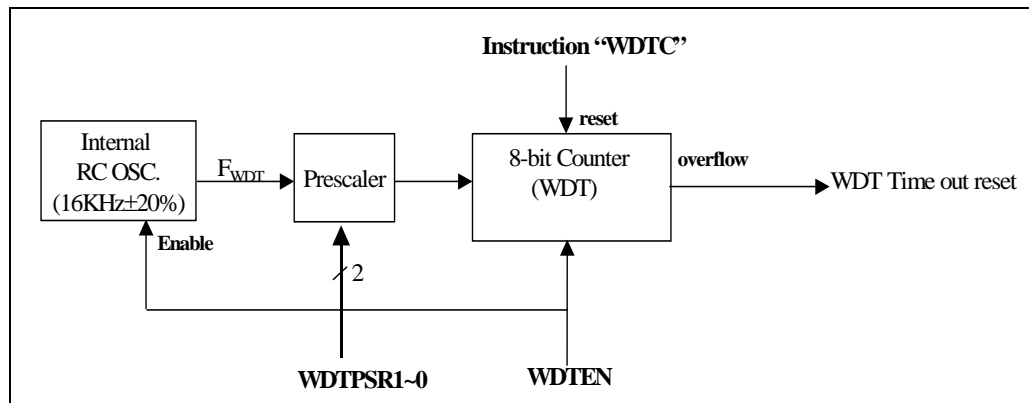 Instruction “WDTC”
reset
Internal
RC OSC.
(16KHz±20%)
FWDT
Prescaler
8-bit Counter
(WDT)
overflow
WDT Time out reset
Enable
2
WDTPSR1~0
WDTEN